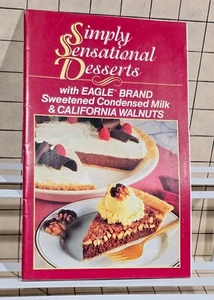 Simply
Sensational
Desserts
with EAGLE® BRAND
Sweetened Condensed Milk
& CALIFORNIA WALNUTS